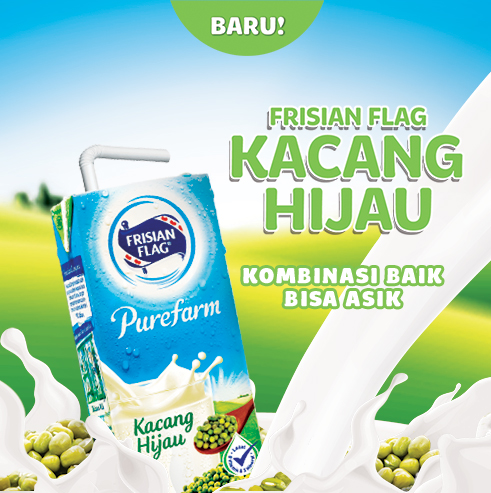 BARU!
FRISIAN FLAG
KACANG
HIJAU
KOMBINASI BAIK
BISA ASIK
FRISIAN
FLAG
Purefarm
Kacang
Hijau